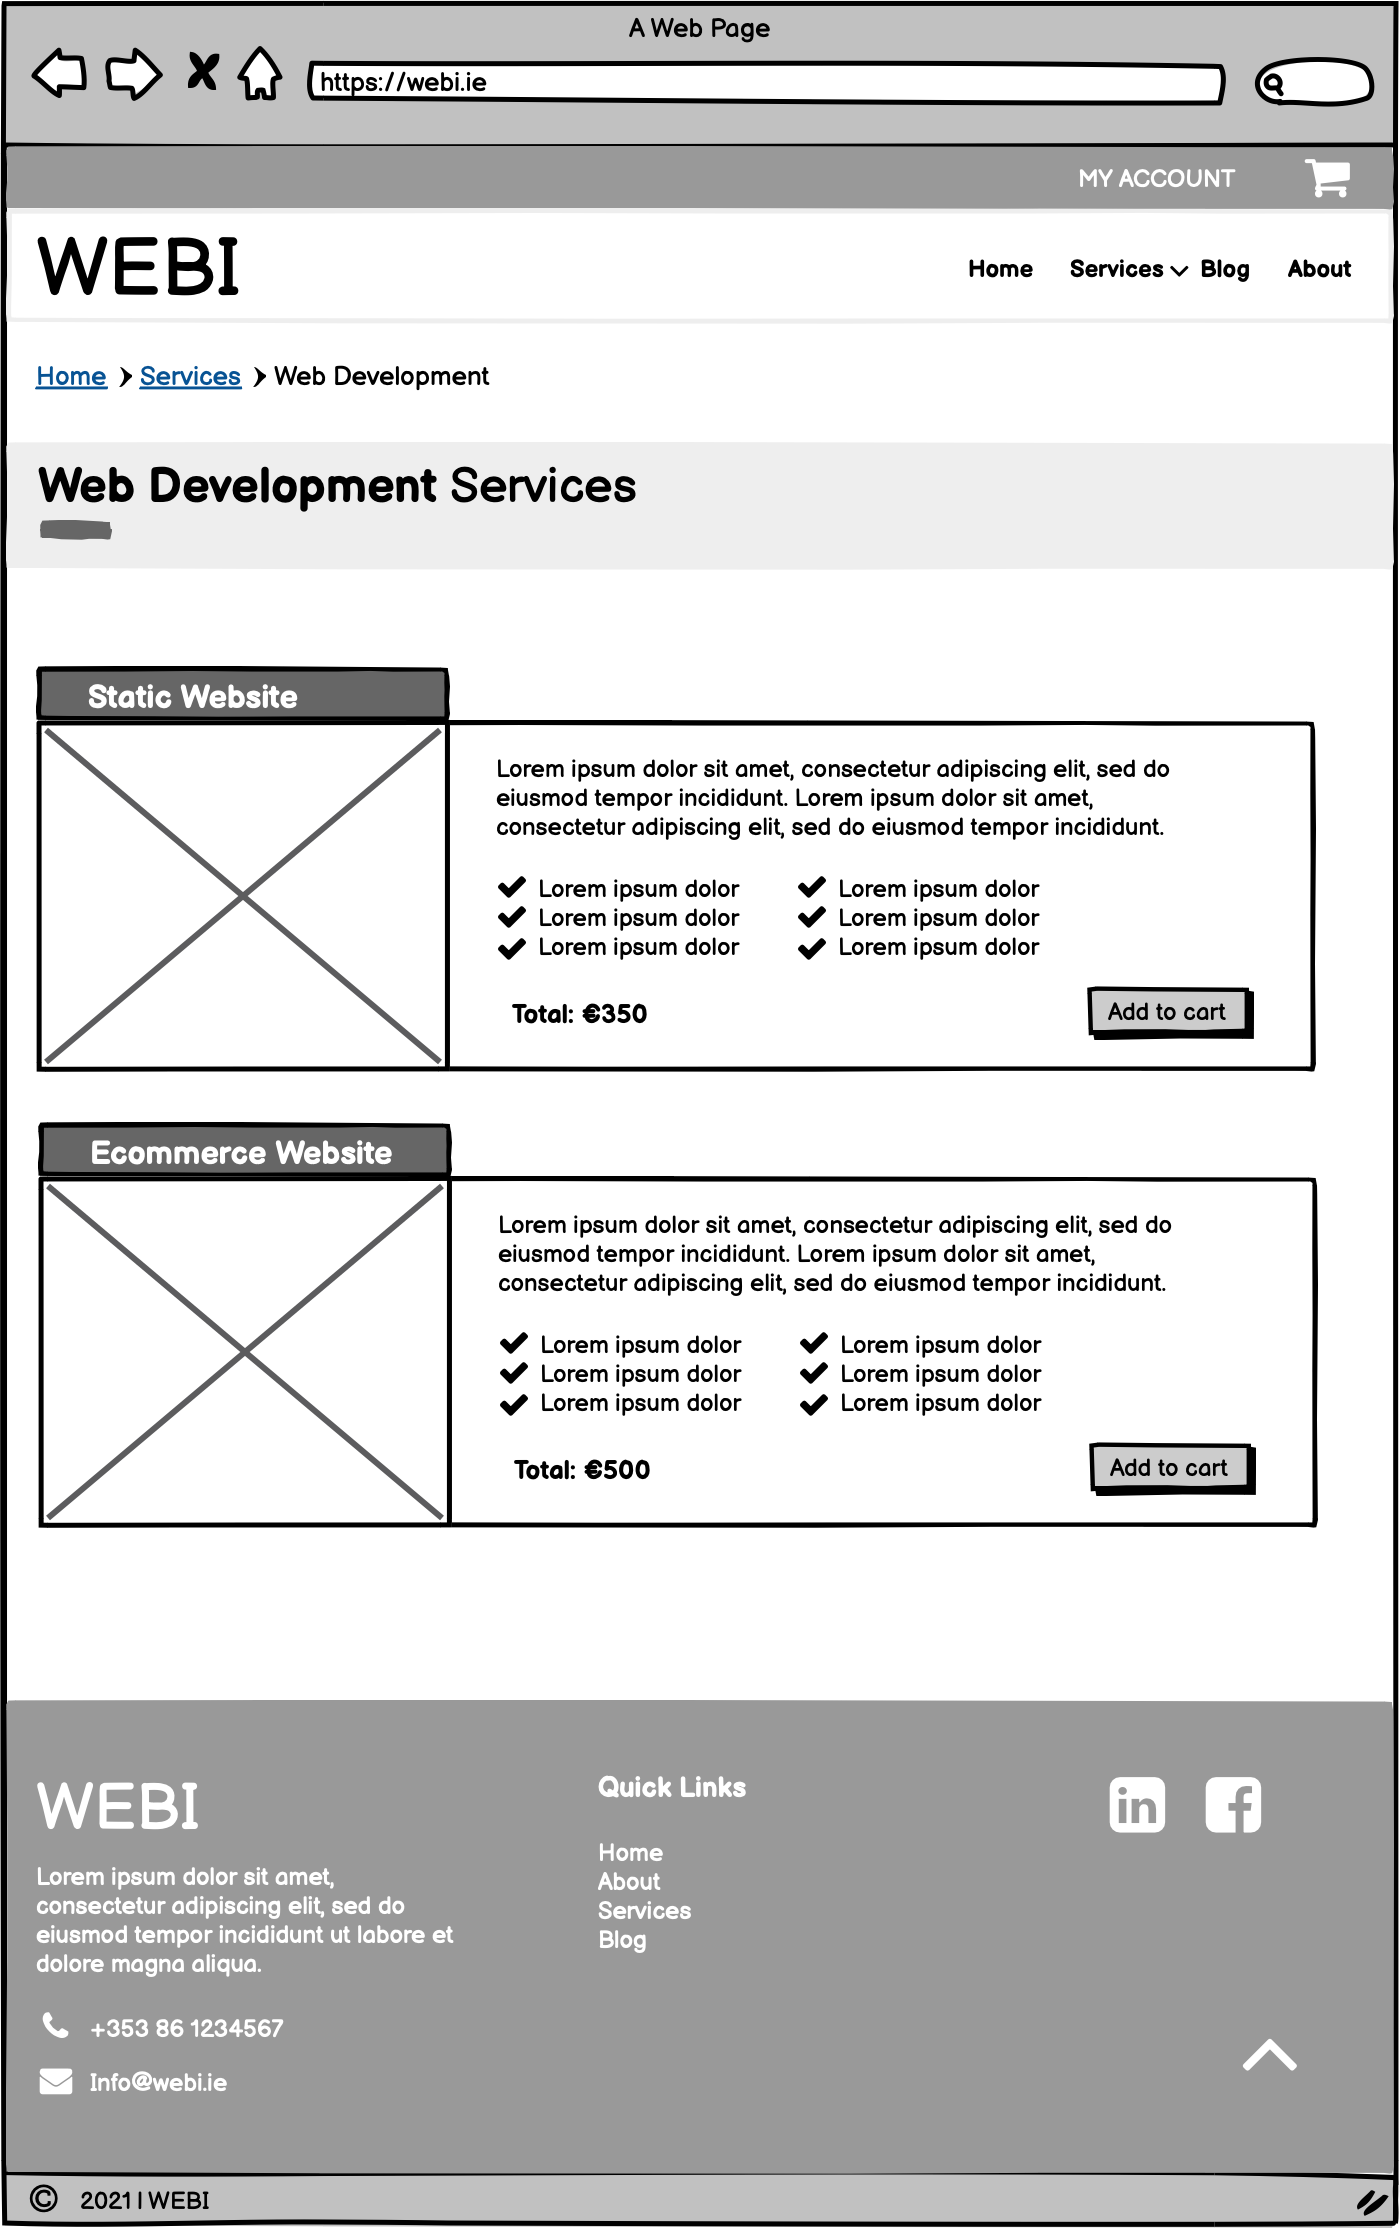 A Web Page
https://webi.ie
MY ACCOUNT
WEBI
Home Services Blog About
Home Services Web Development
Web Development Services
Static Website
Lorem ipsum dolor sit amet, consectetur adipiscing elit, sed do
eiusmod tempor incididunt. Lorem ipsum dolor sit amet,
consectetur adipiscing elit, sed do eiusmod tempor incididunt.
Lorem ipsum dolor
Lorem ipsum dolor
Lorem ipsum dolor
Lorem ipsum dolor
Lorem ipsum dolor
Lorem ipsum dolor
Total: €350
Add to cart
Ecommerce Website
Lorem ipsum dolor sit amet, consectetur adipiscing elit, sed do
eiusmod tempor incididunt. Lorem ipsum dolor sit amet,
consectetur adipiscing elit, sed do eiusmod tempor incididunt.
Lorem ipsum dolor
Lorem ipsum dolor
Lorem ipsum dolor
Lorem ipsum dolor
Lorem ipsum dolor
Lorem ipsum dolor
Total: €500
Add to cart
WEBI
Lorem ipsum dolor sit amet,
consectetur adipiscing elit, sed do
eiusmod tempor incididunt ut labore et
dolore magna aliqua.
+353 86 1234567
Info@webi.ie
Quick Links
Home
About
Services
Blog
in f
© 2021 | WEBI